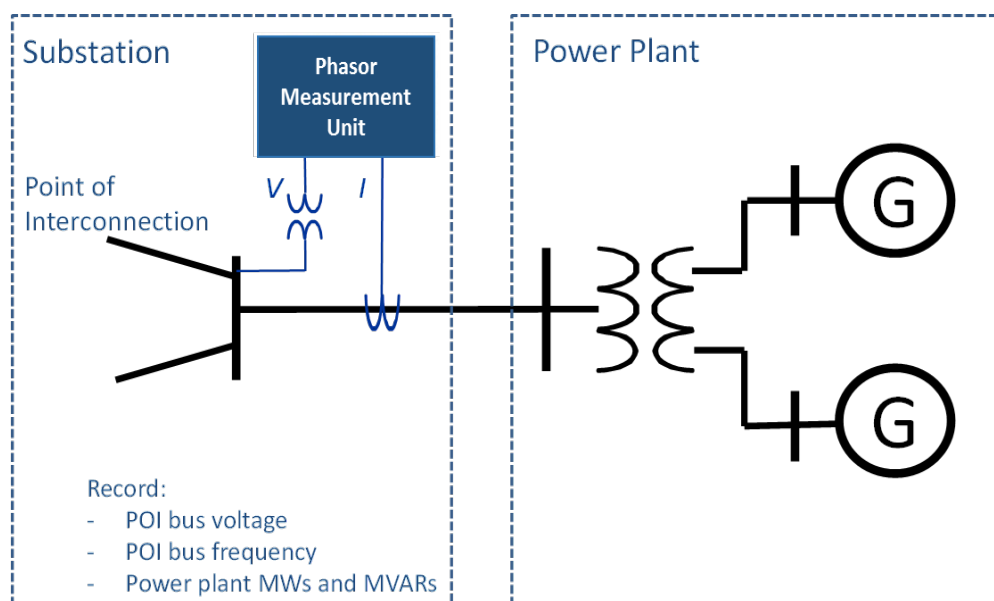 Substation
Phasor
Measurement
Unit
V
I
Point of
Interconnection
Record:
- POI bus voltage
- POI bus frequency
- Power plant MWs and MVARs
Power Plant
G
G